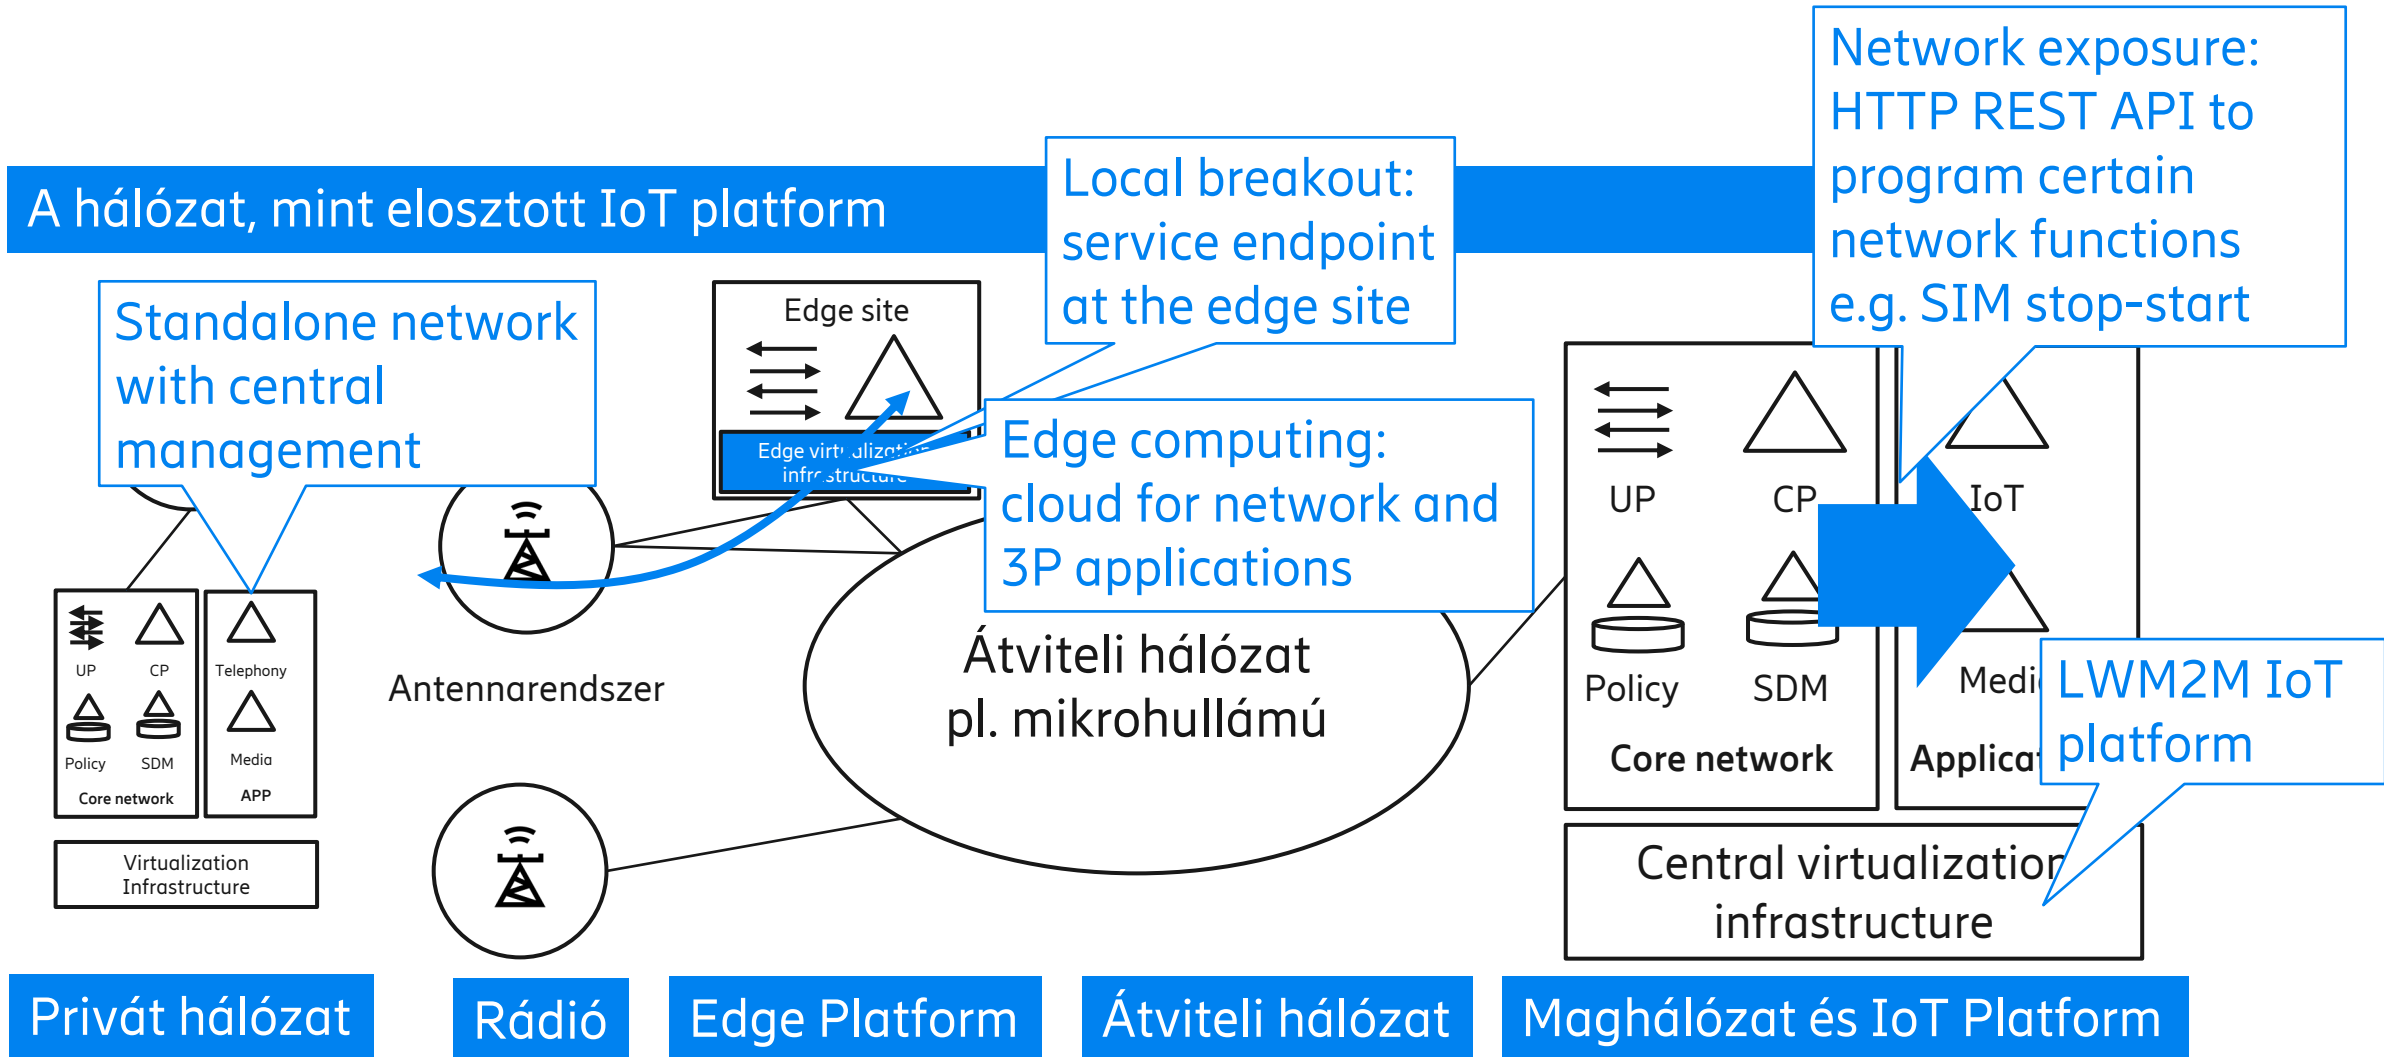 Network exposure:
HTTP REST API to
program certain
network functions
e.g. SIM stop-start
Local breakout:
service endpoint
at the edge site
A hálózat, mint elosztott IoT platform
Standalone network
with central
management
Edge site
Edge virtualization
infrastructure
Edge computing:
cloud for network and
3P applications
UP
CP
IoT
Policy
SDM
Core network
LWM2M IoT
platform
Central virtualization
infrastructure
Átviteli hálózat
pl. mikrohullámú
Antennarendszer
UP
CP
Telephony
Policy
SDM
Media
Core network
APP
Virtualization
Infrastructure
Privát hálózat
Rádió
Edge Platform
Átviteli hálózat
Maghálózat és IoT Platform